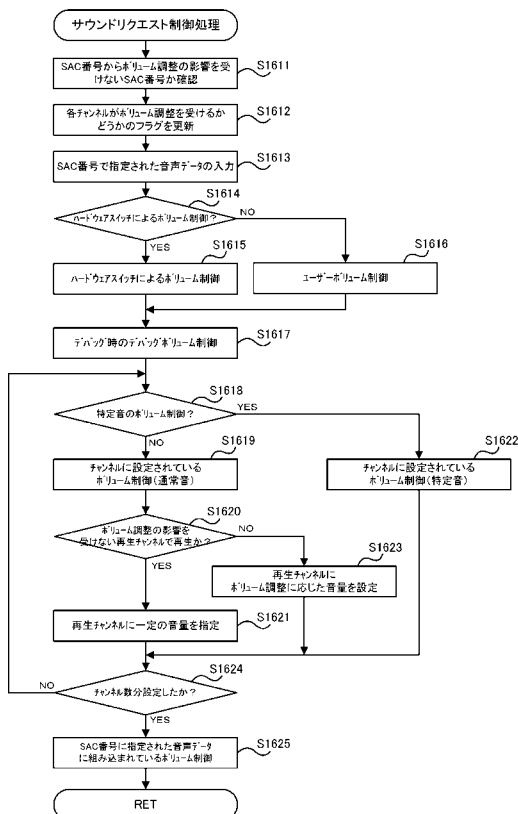 サウンドリクエスト制御処理
S1611
SAC番号からボリューム調整の影響を受
けないSAC番号か確認
S1612
各チャンネルがボリューム調整を受けるか
どうかのフラグを更新
S1613
SAC番号で指定された音声データの入力
S1614
ハードウェアスイッチによるボリューム制御?
NO
YES
S1615
ハードウェアスイッチによるボリューム制御
S1616
ユーザーボリューム制御
S1617
デバッグ時のデバッグボリューム制御
S1618
特定音のボリューム制御?
YES
NO
S1619
チャンネルに設定されている
ボリューム制御(通常音)
S1622
チャンネルに設定されている
ボリューム制御(特定音)
S1620
ボリューム調整の影響を
受けない再生チャンネルで再生か?
NO
YES
S1623
再生チャンネルに
ボリューム調整に応じた音量を設定
S1621
再生チャンネルに一定の音量を指定
S1624
チャンネル数分設定したか?
NO
YES
S1625
SAC番号に指定された音声データ
に組み込まれているボリューム制御
RET